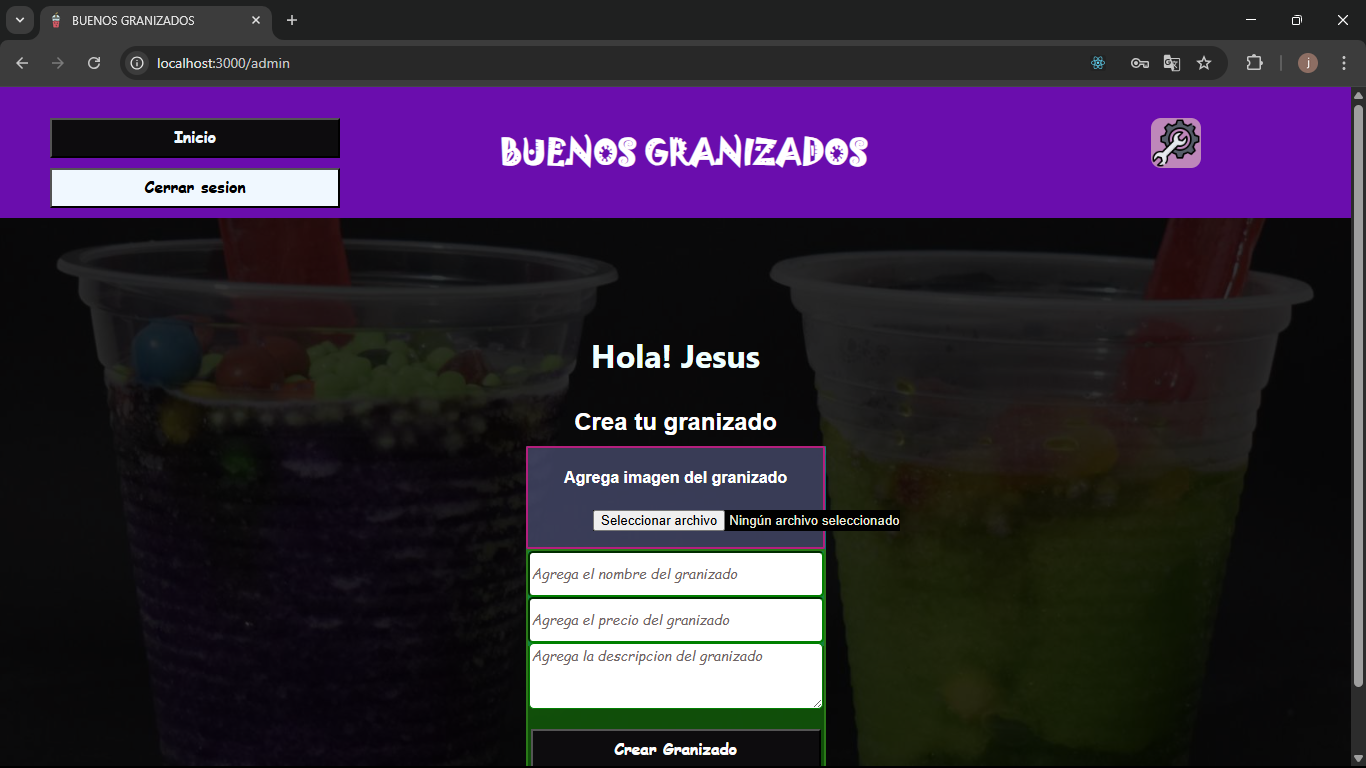 BUENOS GRANIZADOS
localhost:3000/admin
j
Inicio
BUENOS GRANIZADOS
Cerrar sesion
Hola! Jesus
Crea tu granizado
Agrega imagen del granizado
Seleccionar archivo Ningún archivo seleccionado
Agrega el nombre del granizado
Agrega el precio del granizado
Agrega la descripcion del granizado
Crear Granizado